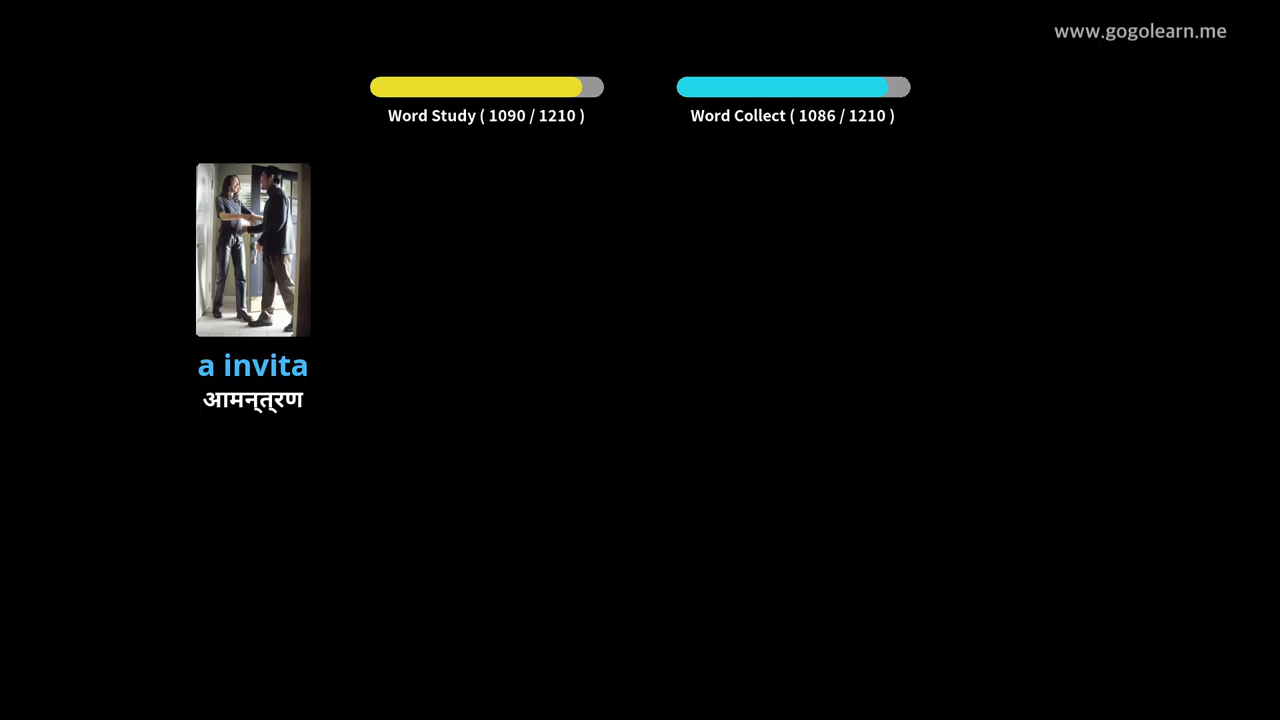 www.gogolearn.me
Word Study ( 1090 / 1210 )
Word Collect ( 1086 / 1210 )
a invita
आमन्त्रण